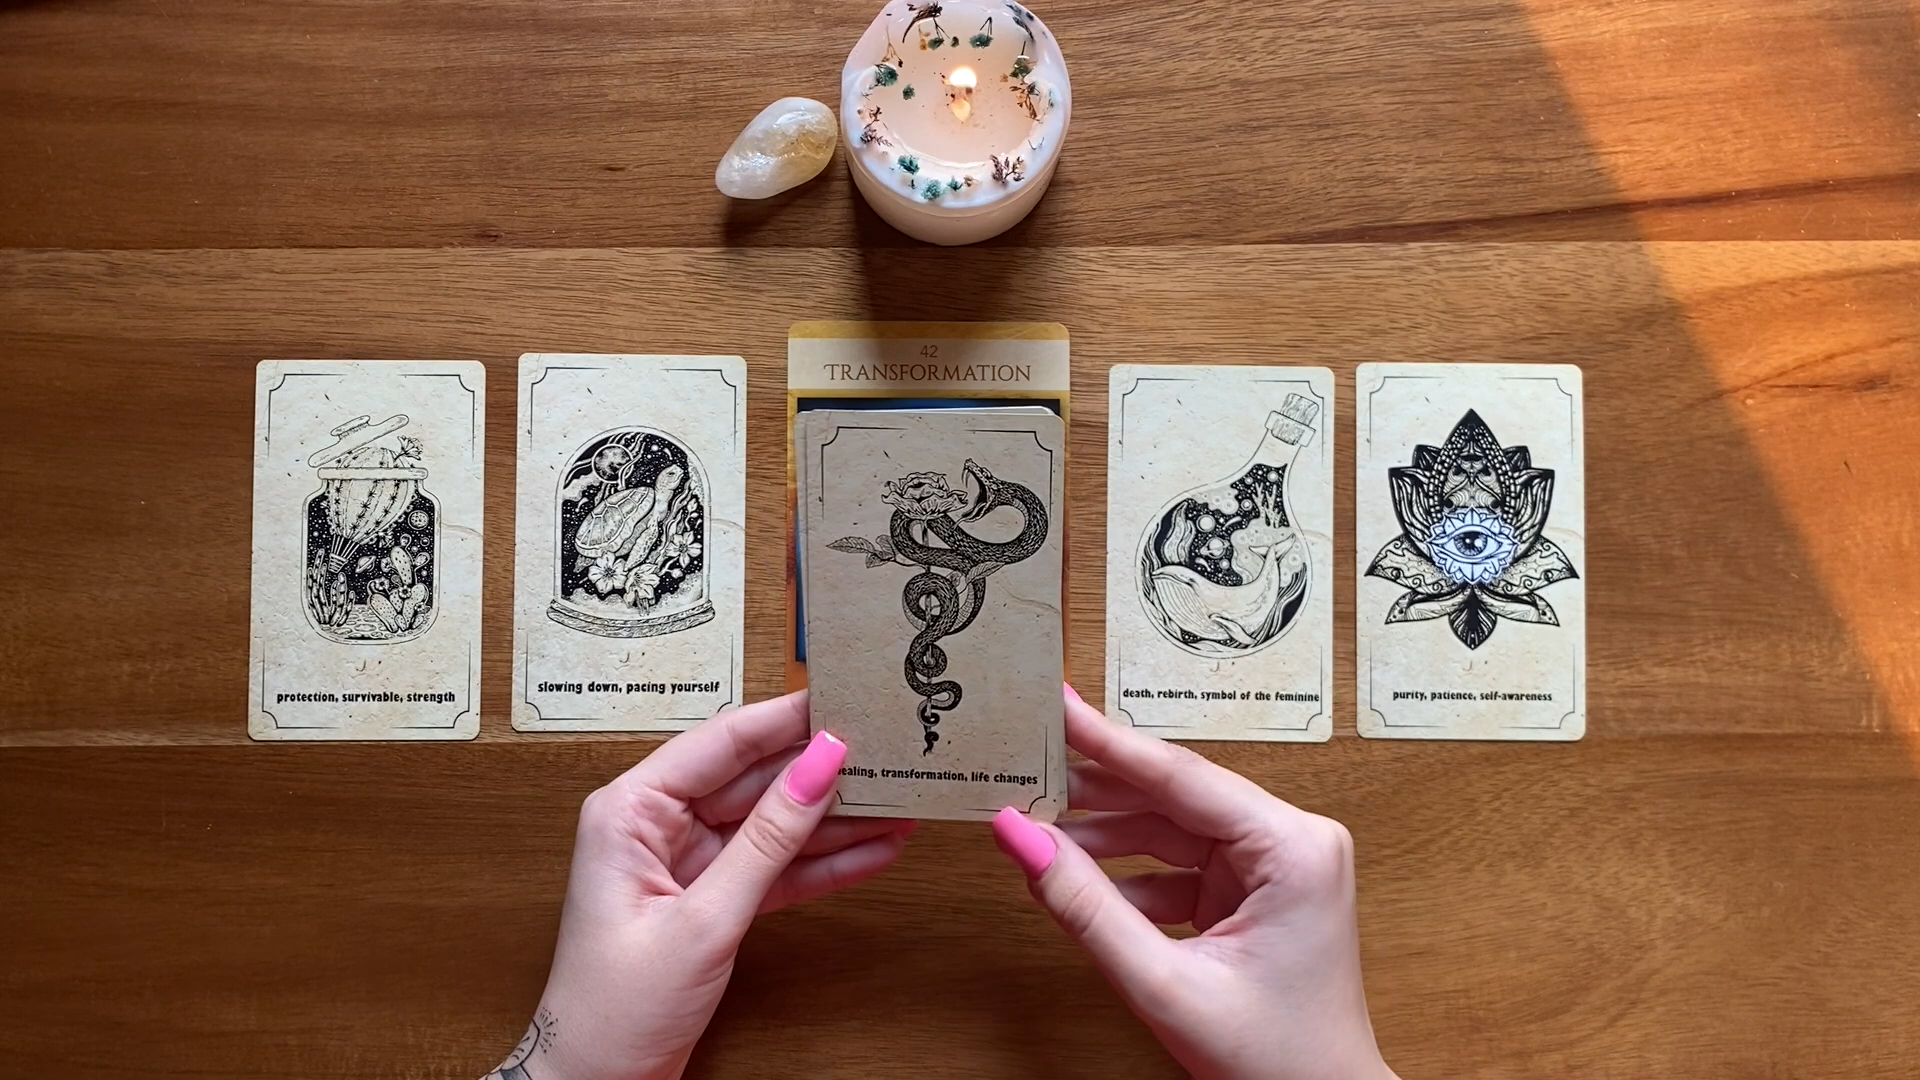 42
TRANSFORMATION
protection, survivable, strength
slowing down, pacing yourself
transformation, life changes
death, rebirth, symbol of the feminine
purity, patience, self-awareness